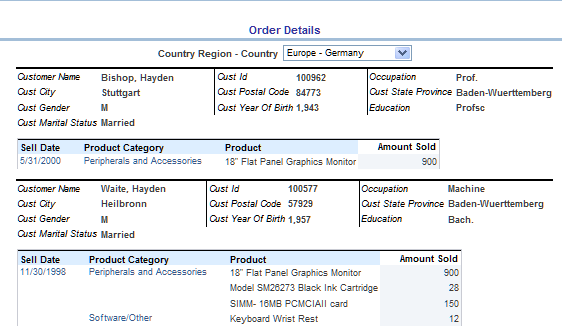 Order Details
Country Region - Country Europe - Germany
Customer Name Bishop, Hayden Cust Id 100962 Occupation Prof.
Cust City Stuttgart Cust Postal Code 84773 Cust State Province Baden-Wuerttemberg
Cust Gender M Cust Year Of Birth 1,943 Education Profsc
Cust Marital Status Married
Sell Date Product Category Product Amount Sold
5/31/2000 Peripherals and Accessories 18" Flat Panel Graphics Monitor 900
Customer Name Waite, Hayden Cust Id 100577 Occupation Machine
Cust City Heilbronn Cust Postal Code 57929 Cust State Province Baden-Wuerttemberg
Cust Gender M Cust Year Of Birth 1,957 Education Bach.
Cust Marital Status Married
Sell Date Product Category Product Amount Sold
11/30/1998 Peripherals and Accessories 18" Flat Panel Graphics Monitor 900
Model SM26273 Black Ink Cartridge 28
SIMM- 16MB PCMCIAII card 150
Software/Other Keyboard Wrist Rest 12